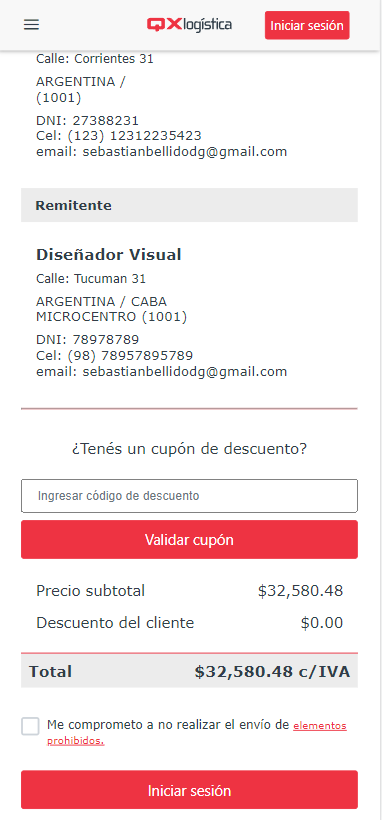 QX logística
Iniciar sesión
Calle: Corrientes 31
ARGENTINA /
(1001)
DNI: 27388231
Cel: (123) 12312235423
email: sebastianbellidodg@gmail.com
Remitente
Diseñador Visual
Calle: Tucuman 31
ARGENTINA / CABA
MICROCENTRO (1001)
DNI: 78978789
Cel: (98) 78957895789
email: sebastianbellidodg@gmail.com
¿Tenés un cupón de descuento?
Ingresar código de descuento
Validar cupón
Precio subtotal $32,580.48
Descuento del cliente $0.00
Total $32,580.48 c/IVA
Me comprometo a no realizar el envío de elementos
prohibidos.
Iniciar sesión